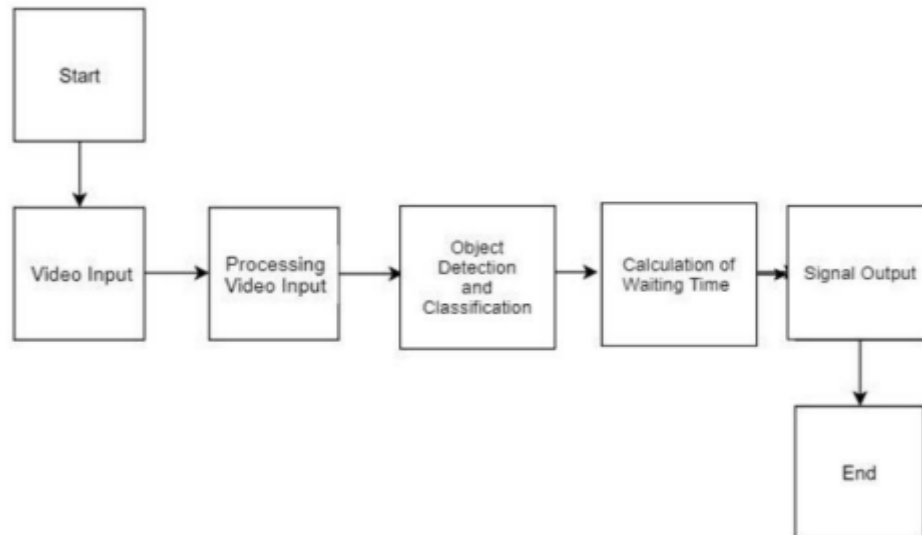 Start
Video Input
Processing
Video Input
Object
Detection
and
Classification
Calculation of
Waiting Time
Signal Output
End